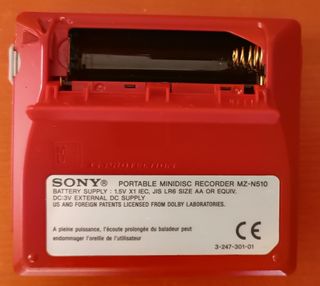 SONY® PORTABLE MINIDISC RECORDER MZ-N510
BATTERY SUPPLY : 1.5V X1 IEC, JIS LR6 SIZE AA OR EQUIV.
DC:3V EXTERNAL DC SUPPLY
US AND FOREIGN PATENTS LICENSED FROM DOLBY LABORATORIES.
A pleine puissance, l'écoute prolongée du baladeur peut
endommager l'oreille de l'utilisateur
CE
3-247-301-01